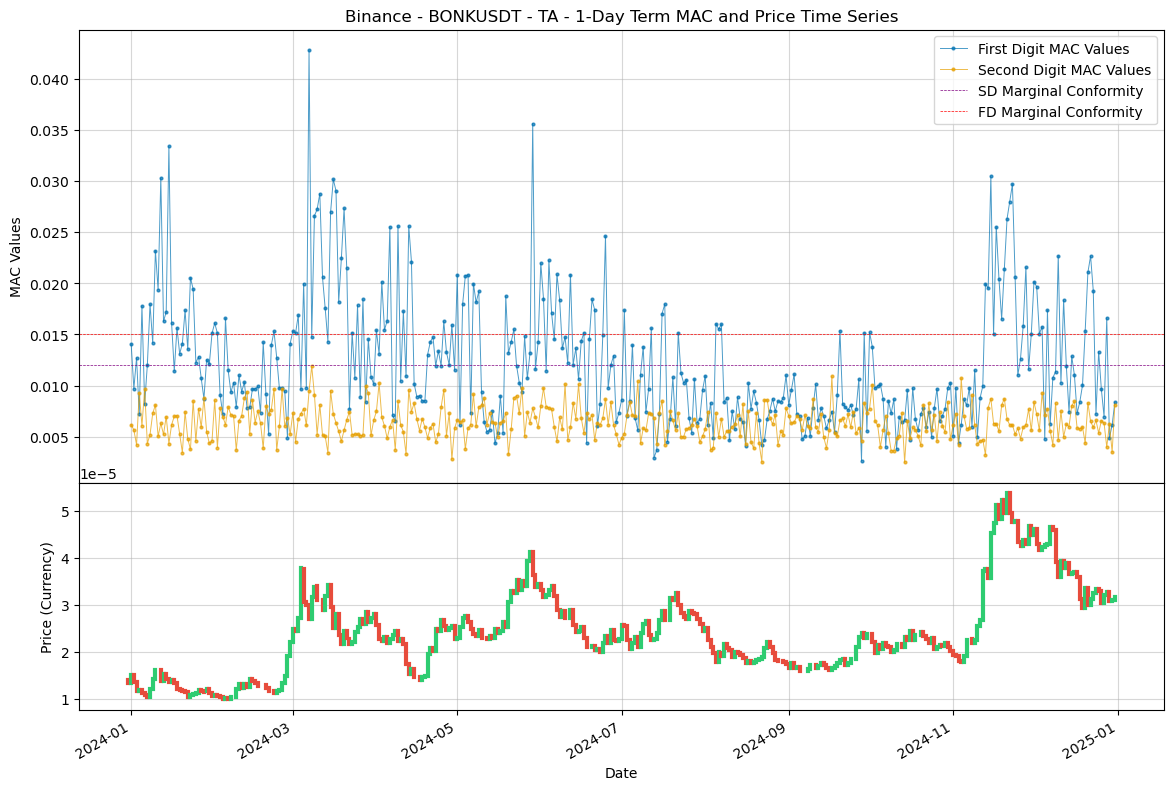 Binance - BONKUSDT - TA - 1-Day Term MAC and Price Time Series
First Digit MAC Values
Second Digit MAC Values
SD Marginal Conformity
FD Marginal Conformity
MAC Values
0.040
0.035
0.030
0.025
0.020
0.015
0.010
0.005
1e−5
Price (Currency)
5
4
3
2
1
2024-01
2024-03
2024-05
2024-07
2024-09
2024-11
2025-01
Date